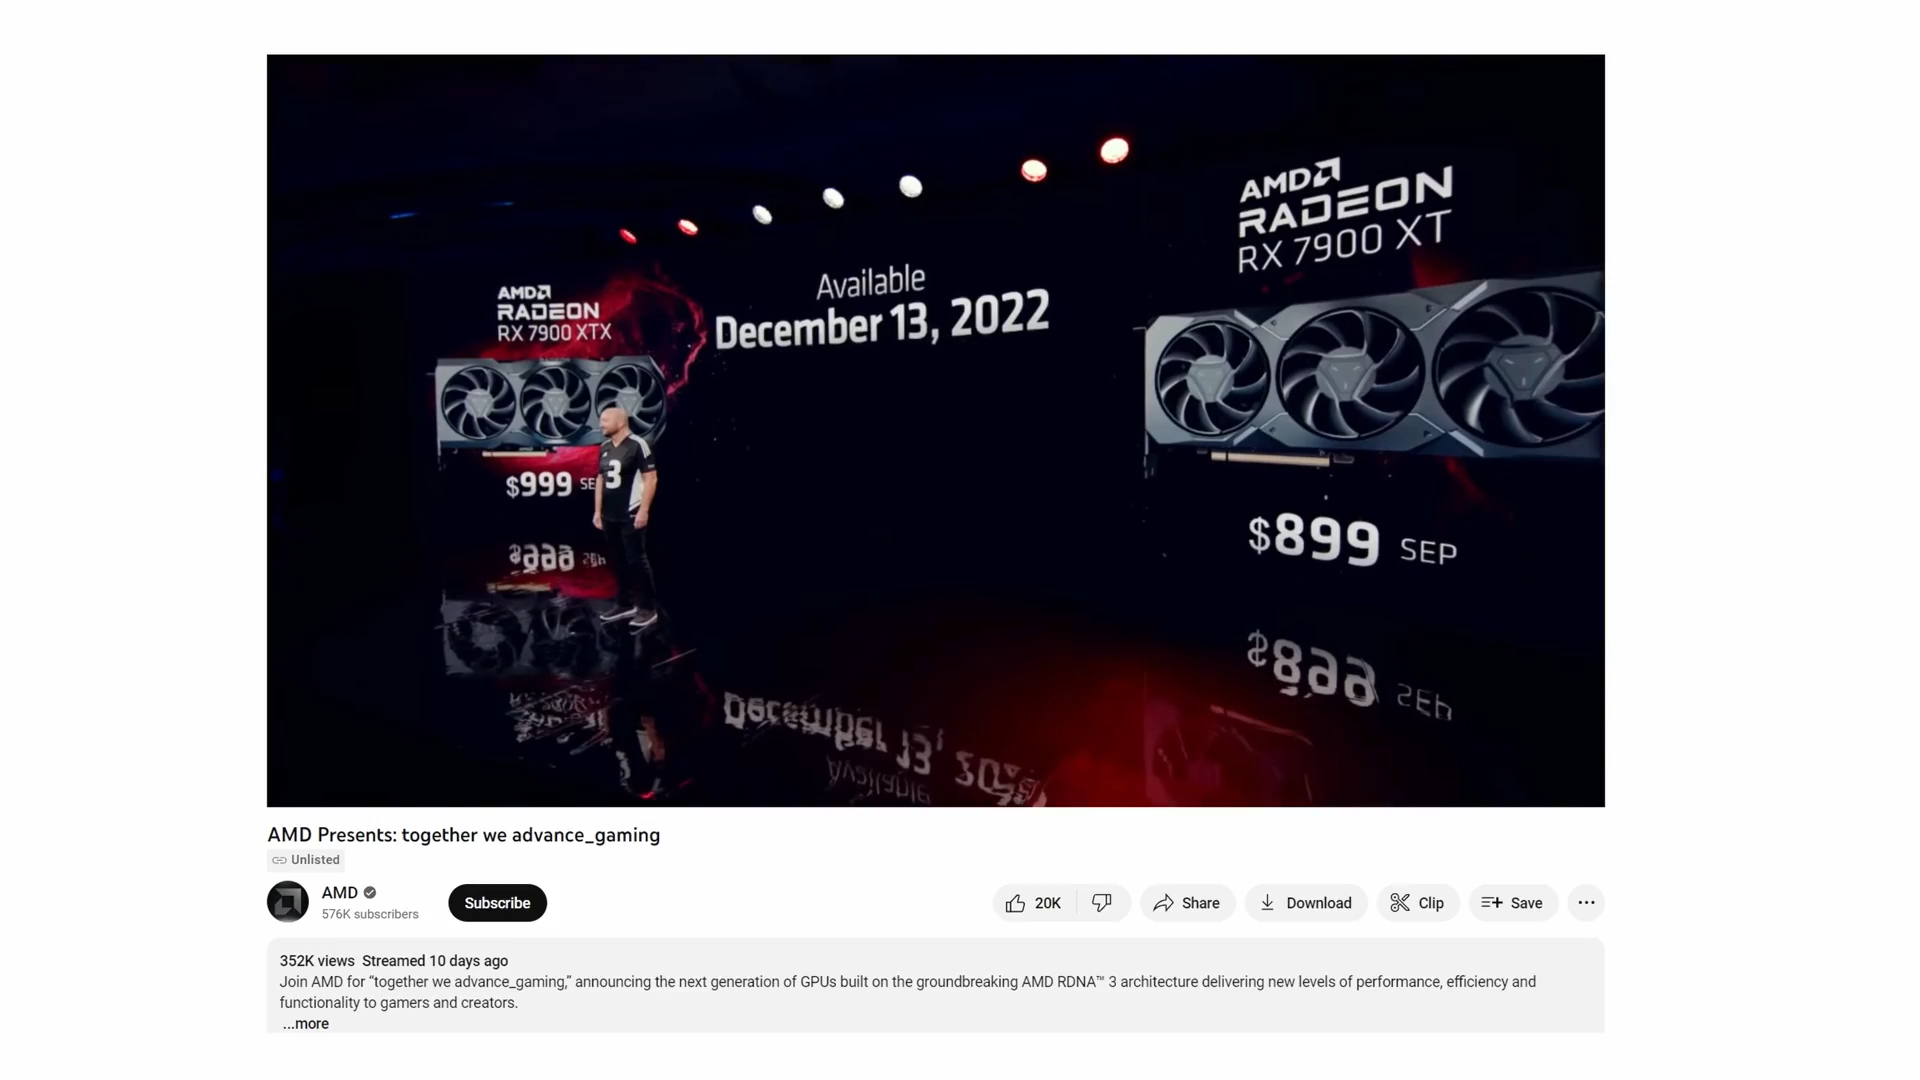 AMD
RADEON
RX 7900 XTX
$999
3
Available
December 13, 2022
AMD
RADEON
RX 7900 XT
$899 SEP
AMD Presents: together we advance_gaming
Unlisted
AMD
576K subscribers
Subscribe
20K
Share
Download
Clip
Save
352K views Streamed 10 days ago
Join AMD for “together we advance_gaming,” announcing the next generation of GPUs built on the groundbreaking AMD RDNA™ 3 architecture delivering new levels of performance, efficiency and
functionality to gamers and creators.
...more